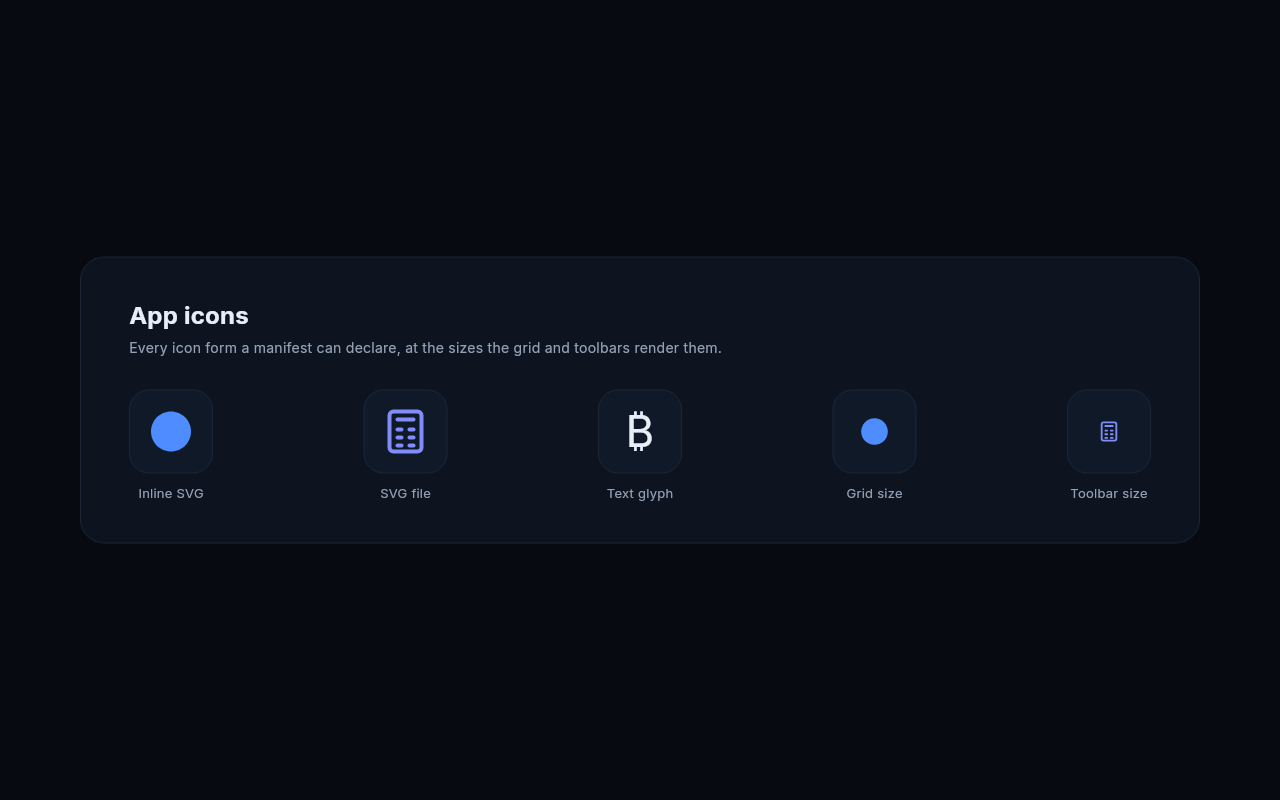 App icons
Every icon form a manifest can declare, at the sizes the grid and toolbars render them.
₿
Inline SVG
SVG file
Text glyph
Grid size
Toolbar size